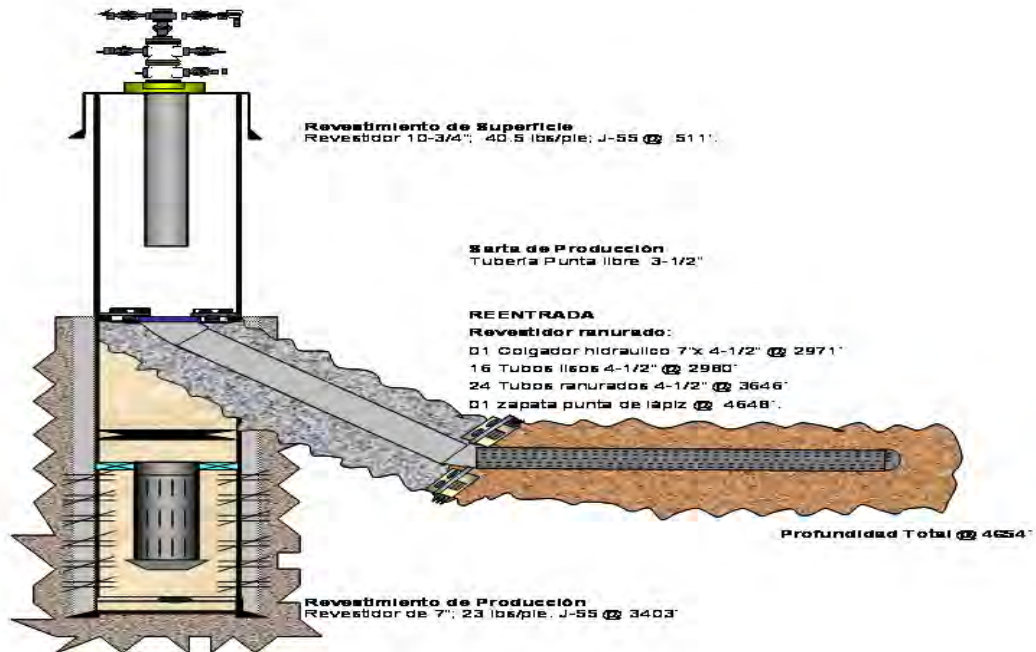 Revestimiento de Superficie
Revestidor 10-3/4"; 40.5 lbs/pie; J-55 @ 511'.
Sarta de Producción
Tubería Punta libre 3-1/2"
REENTRADA
Revestidor ranurado:
01 Colgador hidraulico 7"x 4-1/2" @ 2971'
16 Tubos lisos 4-1/2" @ 2980'
24 Tubos ranurados 4-1/2" @ 3646'
01 zapata punta de lápiz @ 4648'.
Profundidad Total @ 4654'
Revestimiento de Producción
Revestidor de 7"; 23 lbs/pie. J-55 @ 3403'